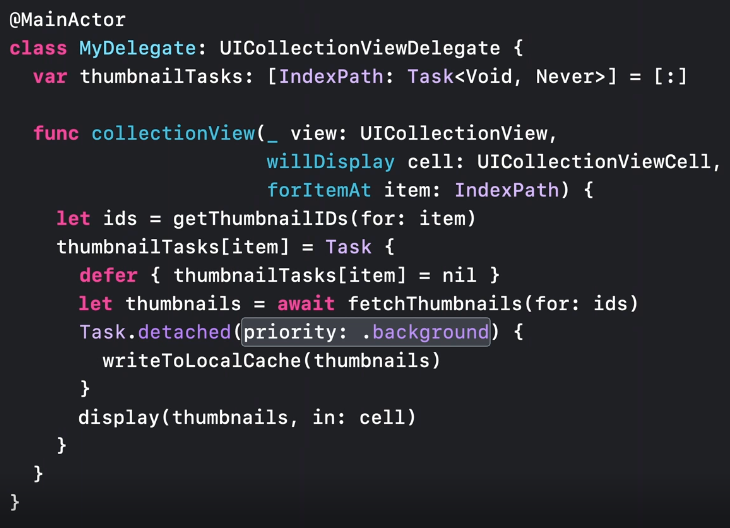 @MainActor
class MyDelegate: UICollectionViewDelegate {
  var thumbnailTasks: [IndexPath: Task<Void, Never>] = [:]

  func collectionView(_ view: UICollectionView,
                      willDisplay cell: UICollectionViewCell,
                      forItemAt item: IndexPath) {
    let ids = getThumbnailIDs(for: item)
    thumbnailTasks[item] = Task {
      defer { thumbnailTasks[item] = nil }
      let thumbnails = await fetchThumbnails(for: ids)
      Task.detached(priority: .background) {
        writeToLocalCache(thumbnails)
      }
      display(thumbnails, in: cell)
    }
  }
}